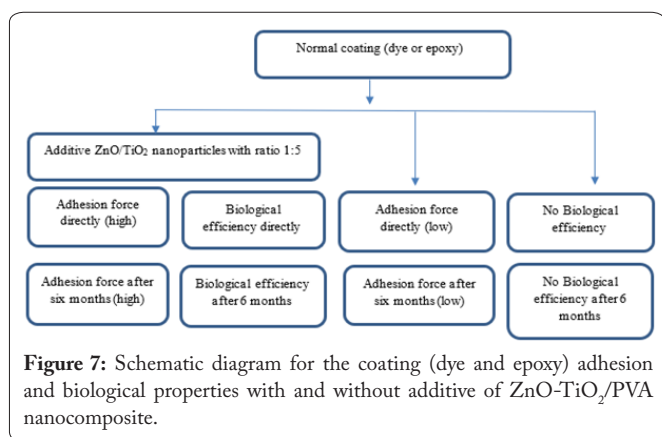 Normal coating (dye or epoxy)
Additive ZnO/TiO₂ nanoparticles with ratio 1:5
Adhesion force
directly (high)
Biological
efficiency directly
Adhesion force
directly (low)
No Biological
efficiency
Adhesion force after
six months (high)
Biological efficiency
after 6 months
Adhesion force after
six months (low)
No Biological
efficiency after 6
months
Figure 7: Schematic diagram for the coating (dye and epoxy) adhesion
and biological properties with and without additive of ZnO-TiO₂/PVA
nanocomposite.